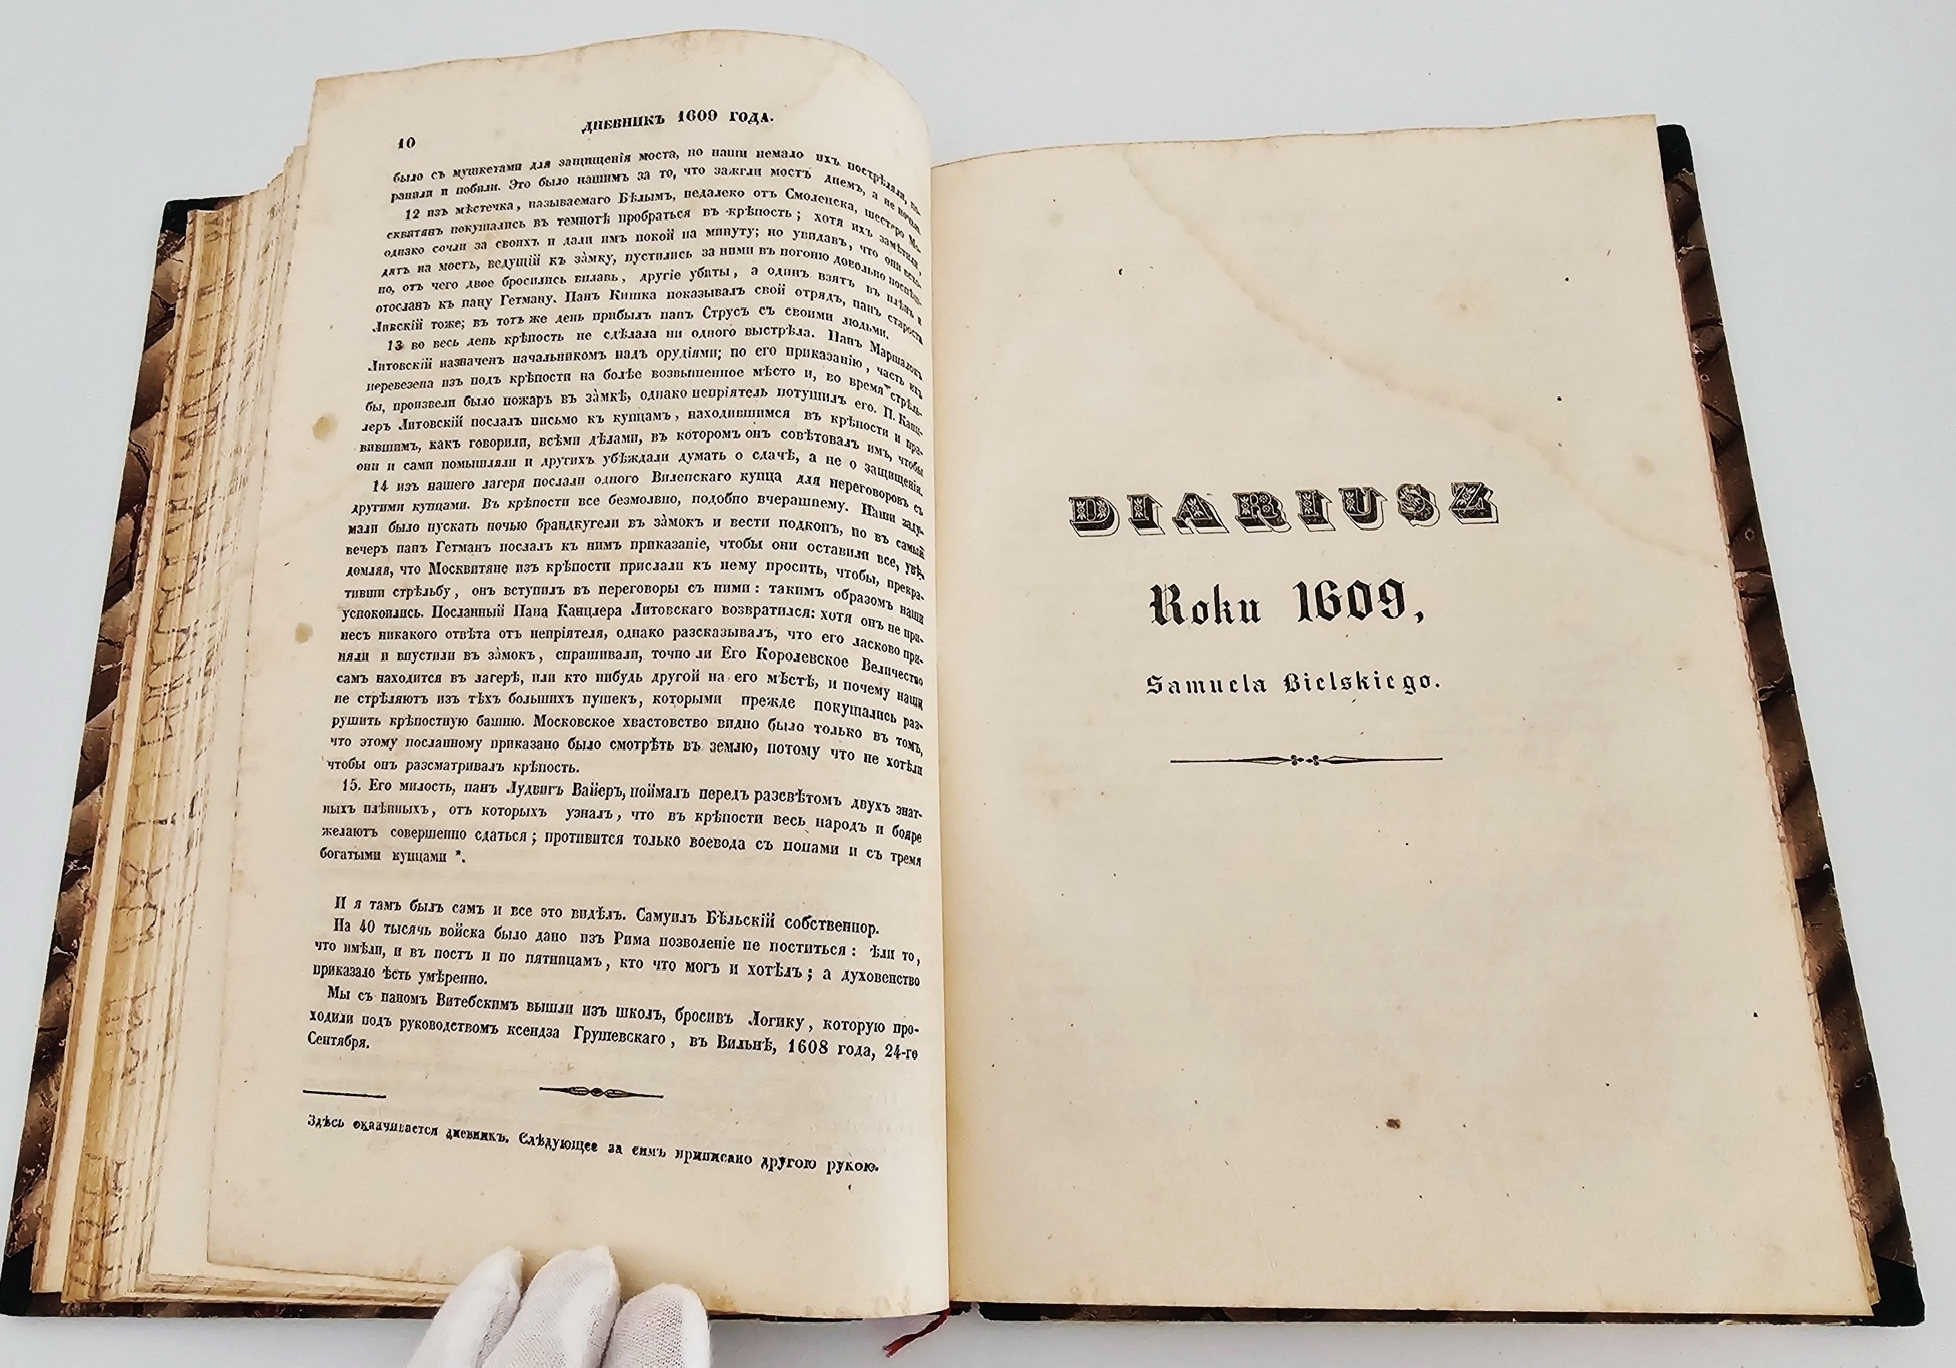 10
ДНЕВНИКЪ 1609 ГОДА.
было съ мушкетами для защищенія моста, но наши немало ихъ постреляли,
ранили и побили. Это было нашимъ за то, что зажгли мостъ днемъ, а не ночью.
12 изъ мѣстечка, называемаго Бѣлымъ, недалеко отъ Смоленска, шестеро Мо-
сквитянъ покушались въ темнотѣ пробраться въ крѣпость; хотя ихъ замѣтили,
однако сочли за своихъ и дали имъ покой на минуту; но увидавъ, что они
дятъ на мостъ, ведущій къ за́мку, пустились за ними въ погоню довольно поспѣш-
но, отъ чего двое бросились вплавь, другіе убиты, а одинъ взятъ въ плѣнъ и
отосланъ къ пану Гетману. Панъ Кишка показывалъ свой отрядъ, панъ староста
Ливскій тоже; въ тотъ же день прибылъ панъ Струсъ съ своими людьми.
13 во весь день крѣпость не сдѣлала ни одного выстрѣла. Панъ Маршалокъ
Литовскій назначенъ начальникомъ надъ орудіями; по его приказанію, часть ихъ
перевезена изъ подъ крѣпости на болѣе возвышенное мѣсто и, во время стрѣль-
бы, произвели было пожаръ въ за́мкѣ, однако непріятель потушилъ его. П. Канц-
леръ Литовскій послалъ письмо къ купцамъ, находившимся въ крѣпости и пра-
вившимъ, какъ говорили, всѣми дѣлами, въ которомъ онъ совѣтовалъ имъ, чтобы
они и сами помышляли и другихъ убѣждали думать о сдачѣ, а не о защищеніи.
14 изъ нашего лагеря послали одного Виленскаго купца для переговоровъ съ
другими купцами. Въ крѣпости все безмолвно, подобно вчерашнему. Наши заду-
мали было пускать ночью брандкугели въ за́мокъ и вести подкопъ, но въ самый
вечеръ панъ Гетманъ послалъ къ нимъ приказаніе, чтобы они оставили все, увѣ-
домляя, что Москвитяне изъ крѣпости прислали къ нему просить, чтобы, прекра-
тивши стрѣльбу, онъ вступилъ въ переговоры съ ними: такимъ образомъ наши
успокоились. Посланный Пана Канцлера Литовскаго возвратился: хотя онъ не при-
несъ никакого отвѣта отъ непріятеля, однако разсказывалъ, что его ласково при-
няли и впустили въ за́мокъ, спрашивали, точно ли Его Королевское Величество
самъ находится въ лагерѣ, или кто нибудь другой на его мѣстѣ, и почему наши
не стрѣляютъ изъ тѣхъ большихъ пушекъ, которыми прежде покушались раз-
рушить крѣпостную башню. Московское хвастовство видно было только въ томъ,
что этому посланному приказано было смотрѣть въ землю, потому что не хотѣли
чтобы онъ разсматривалъ крѣпость.
15. Его милость, панъ Лудвигъ Вайеръ, поймалъ передъ разсвѣтомъ двухъ знат-
ныхъ плѣнныхъ, отъ которыхъ узналъ, что въ крѣпости весь народъ и бояре
желаютъ совершенно сдаться; противится только воевода съ попами и съ тремя
богатыми купцами *.
И я тамъ былъ самъ и все это видѣлъ. Самуилъ Бѣльскій собственнор.
На 40 тысячъ войска было дано изъ Рима позволеніе не поститься: ѣли то,
что имѣли, и въ постъ и по пятницамъ, кто что могъ и хотѣлъ; а духовенство
приказало ѣсть умѣренно.
Мы съ паномъ Витебскимъ вышли изъ школъ, бросивъ Логику, которую про-
ходили подъ руководствомъ ксендза Грушевскаго, въ Вильнѣ, 1608 года, 24-го
Сентября.
Здѣсь оканчивается дневникъ. Слѣдующее за симъ приписано другою рукою.
DIARIUSZ
Roku 1609,
Samuela Bielskiego.